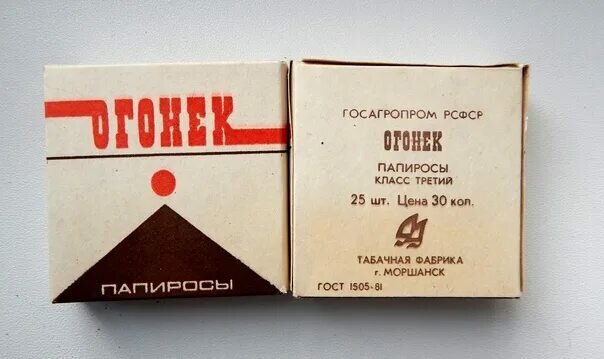 ОГОНЕК
ПАПИРОСЫ
ГОСАГРОПРОМ РСФСР
ОГОНЕК
ПАПИРОСЫ
КЛАСС ТРЕТИЙ
25 шт. Цена 30 коп.
ТАБАЧНАЯ ФАБРИКА
г. МОРШАНСК
ГОСТ 1505-81